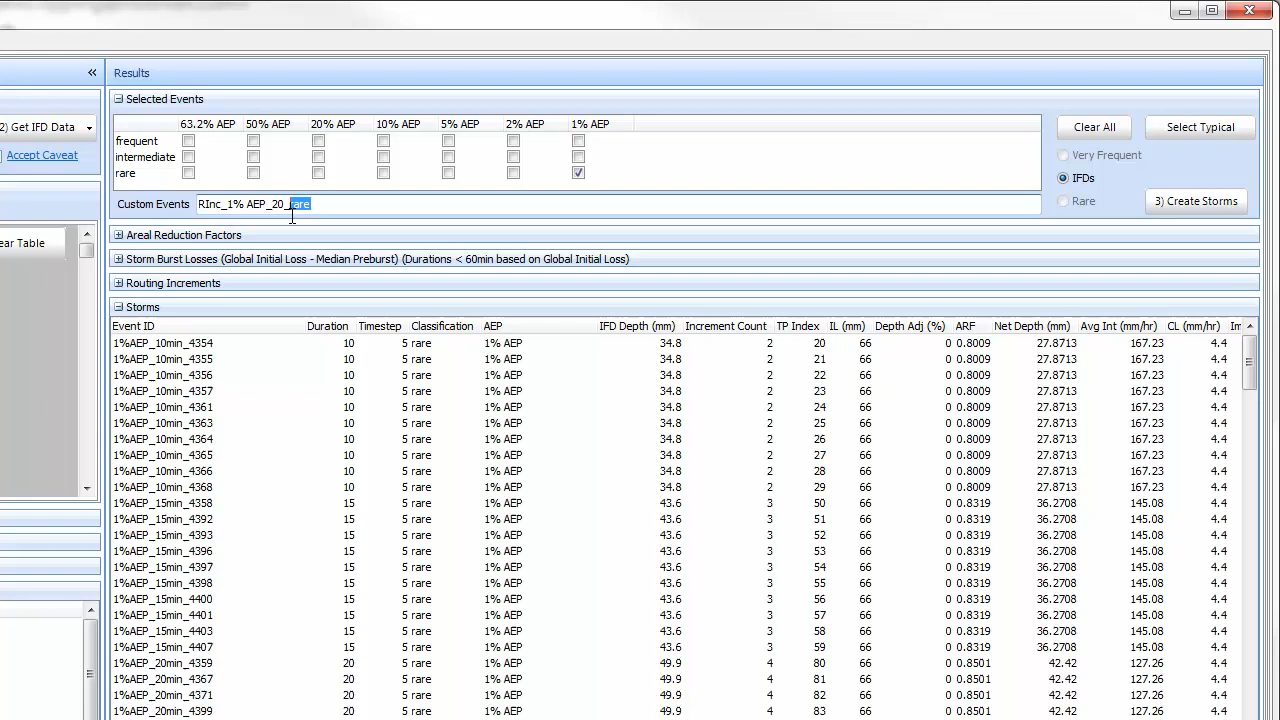 Results
Selected Events
63.2% AEP 50% AEP 20% AEP 10% AEP 5% AEP 2% AEP 1% AEP
frequent
intermediate
rare
Clear All Select Typical
Very Frequent
IFDs
Rare 3) Create Storms
Custom Events RInc_1% AEP_20_rare
2) Get IFD Data
Accept Caveat
ear Table
Areal Reduction Factors
Storm Burst Losses (Global Initial Loss - Median Preburst) (Durations < 60min based on Global Initial Loss)
Routing Increments
Storms
Event ID Duration Timestep Classification AEP IFD Depth (mm) Increment Count TP Index IL (mm) Depth Adj (%) ARF Net Depth (mm) Avg Int (mm/hr) CL (mm/hr) Im
1%AEP_10min_4354 10 5 rare 1% AEP 34.8 2 20 66 0 0.8009 27.8713 167.23 4.4
1%AEP_10min_4355 10 5 rare 1% AEP 34.8 2 21 66 0 0.8009 27.8713 167.23 4.4
1%AEP_10min_4356 10 5 rare 1% AEP 34.8 2 22 66 0 0.8009 27.8713 167.23 4.4
1%AEP_10min_4357 10 5 rare 1% AEP 34.8 2 23 66 0 0.8009 27.8713 167.23 4.4
1%AEP_10min_4361 10 5 rare 1% AEP 34.8 2 24 66 0 0.8009 27.8713 167.23 4.4
1%AEP_10min_4363 10 5 rare 1% AEP 34.8 2 25 66 0 0.8009 27.8713 167.23 4.4
1%AEP_10min_4364 10 5 rare 1% AEP 34.8 2 26 66 0 0.8009 27.8713 167.23 4.4
1%AEP_10min_4365 10 5 rare 1% AEP 34.8 2 27 66 0 0.8009 27.8713 167.23 4.4
1%AEP_10min_4366 10 5 rare 1% AEP 34.8 2 28 66 0 0.8009 27.8713 167.23 4.4
1%AEP_10min_4368 10 5 rare 1% AEP 34.8 2 29 66 0 0.8009 27.8713 167.23 4.4
1%AEP_15min_4358 15 5 rare 1% AEP 43.6 3 50 66 0 0.8319 36.2708 145.08 4.4
1%AEP_15min_4392 15 5 rare 1% AEP 43.6 3 51 66 0 0.8319 36.2708 145.08 4.4
1%AEP_15min_4393 15 5 rare 1% AEP 43.6 3 52 66 0 0.8319 36.2708 145.08 4.4
1%AEP_15min_4396 15 5 rare 1% AEP 43.6 3 53 66 0 0.8319 36.2708 145.08 4.4
1%AEP_15min_4397 15 5 rare 1% AEP 43.6 3 54 66 0 0.8319 36.2708 145.08 4.4
1%AEP_15min_4398 15 5 rare 1% AEP 43.6 3 55 66 0 0.8319 36.2708 145.08 4.4
1%AEP_15min_4400 15 5 rare 1% AEP 43.6 3 56 66 0 0.8319 36.2708 145.08 4.4
1%AEP_15min_4401 15 5 rare 1% AEP 43.6 3 57 66 0 0.8319 36.2708 145.08 4.4
1%AEP_15min_4403 15 5 rare 1% AEP 43.6 3 58 66 0 0.8319 36.2708 145.08 4.4
1%AEP_15min_4407 15 5 rare 1% AEP 43.6 3 59 66 0 0.8319 36.2708 145.08 4.4
1%AEP_20min_4359 20 5 rare 1% AEP 49.9 4 80 66 0 0.8501 42.42 127.26 4.4
1%AEP_20min_4367 20 5 rare 1% AEP 49.9 4 81 66 0 0.8501 42.42 127.26 4.4
1%AEP_20min_4371 20 5 rare 1% AEP 49.9 4 82 66 0 0.8501 42.42 127.26 4.4
1%AEP_20min_4399 20 5 rare 1% AEP 49.9 4 83 66 0 0.8501 42.42 127.26 4.4